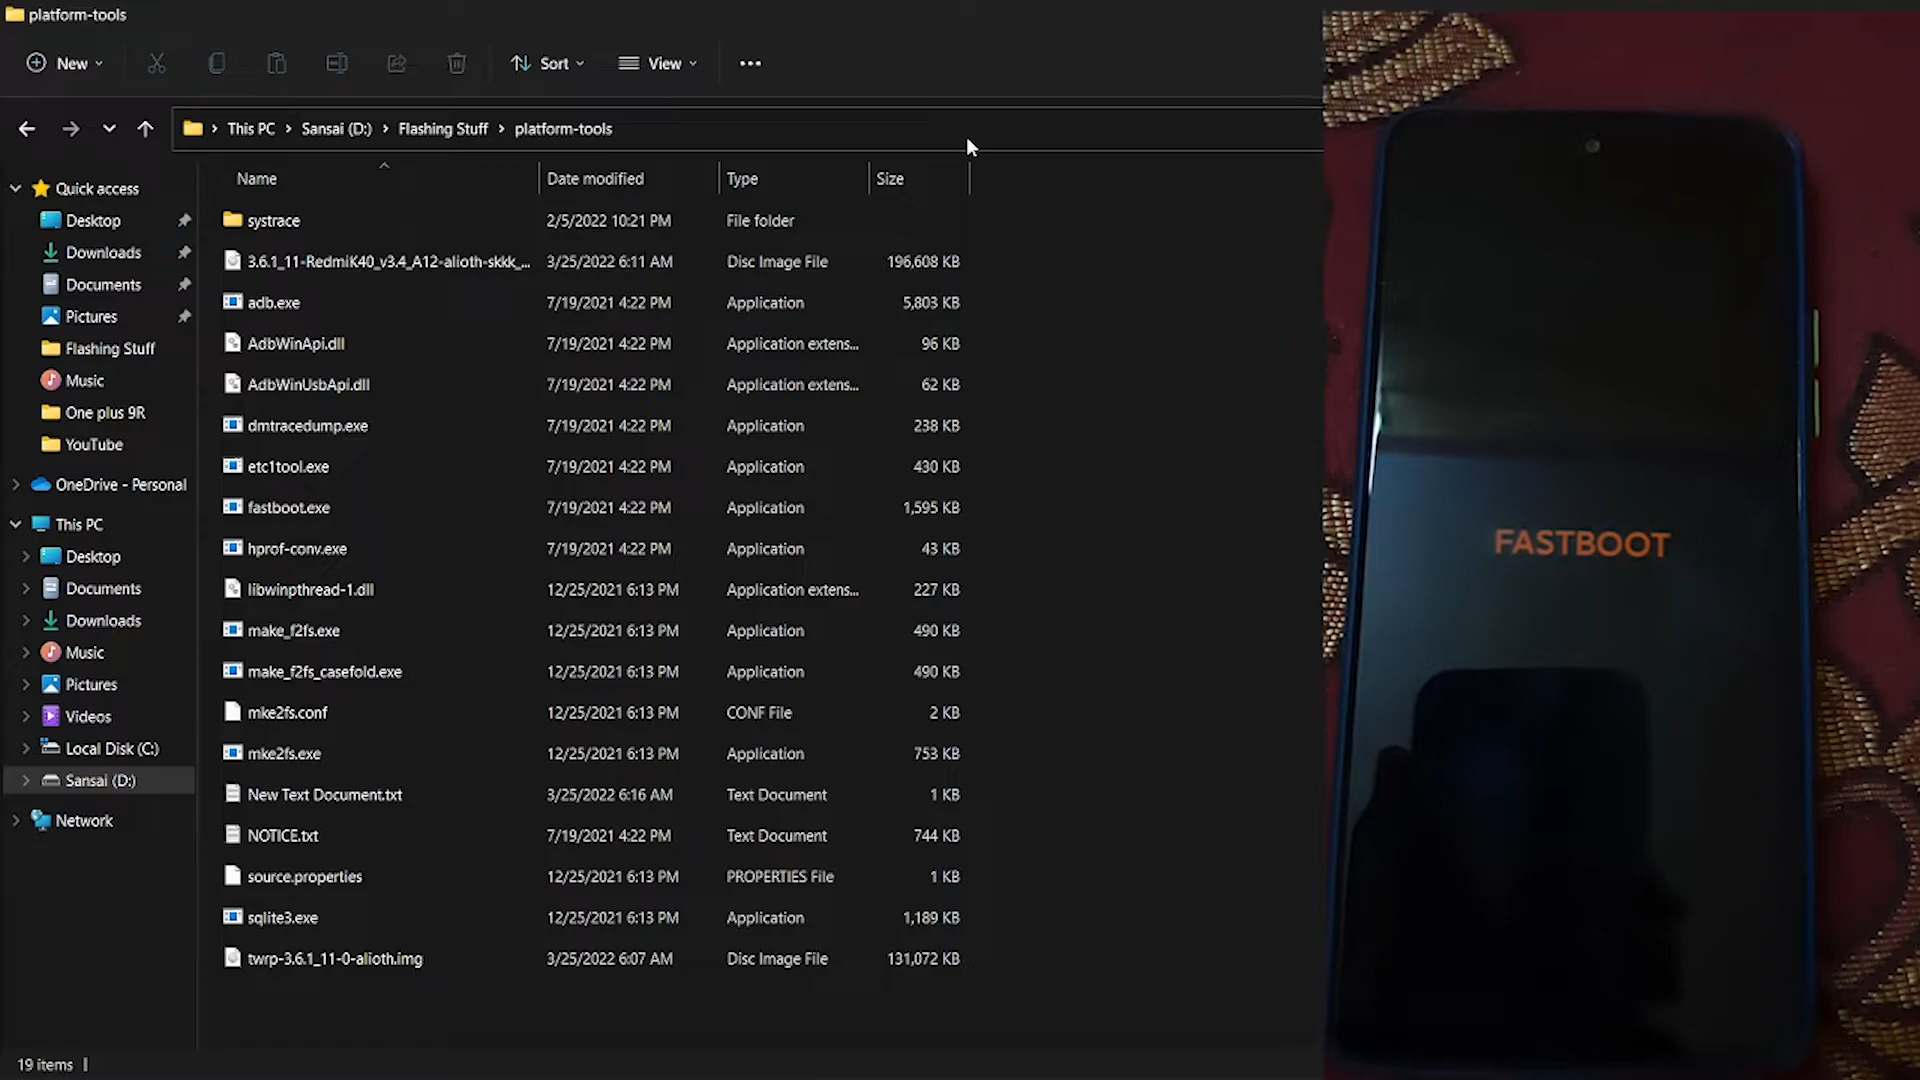 platform-tools
New
Sort
View
This PC
Sansai (D:)
Flashing Stuff
platform-tools
Name
Date modified
Type
Size
Quick access
Desktop
Downloads
Documents
Pictures
Flashing Stuff
Music
One plus 9R
YouTube
OneDrive - Personal
This PC
Desktop
Documents
Downloads
Music
Pictures
Videos
Local Disk (C:)
Sansai (D:)
Network
systrace 2/5/2022 10:21 PM File folder
3.6.1_11-RedmiK40_v3.4_A12-alioth-skkk_... 3/25/2022 6:11 AM Disc Image File 196,608 KB
adb.exe 7/19/2021 4:22 PM Application 5,803 KB
AdbWinApi.dll 7/19/2021 4:22 PM Application extens... 96 KB
AdbWinUsbApi.dll 7/19/2021 4:22 PM Application extens... 62 KB
dmtracedump.exe 7/19/2021 4:22 PM Application 238 KB
etc1tool.exe 7/19/2021 4:22 PM Application 430 KB
fastboot.exe 7/19/2021 4:22 PM Application 1,595 KB
hprof-conv.exe 7/19/2021 4:22 PM Application 43 KB
libwinpthread-1.dll 12/25/2021 6:13 PM Application extens... 227 KB
make_f2fs.exe 12/25/2021 6:13 PM Application 490 KB
make_f2fs_casefold.exe 12/25/2021 6:13 PM Application 490 KB
mke2fs.conf 12/25/2021 6:13 PM CONF File 2 KB
mke2fs.exe 12/25/2021 6:13 PM Application 753 KB
New Text Document.txt 3/25/2022 6:16 AM Text Document 1 KB
NOTICE.txt 7/19/2021 4:22 PM Text Document 744 KB
source.properties 12/25/2021 6:13 PM PROPERTIES File 1 KB
sqlite3.exe 12/25/2021 6:13 PM Application 1,189 KB
twrp-3.6.1_11-0-alioth.img 3/25/2022 6:07 AM Disc Image File 131,072 KB
19 items
FASTBOOT